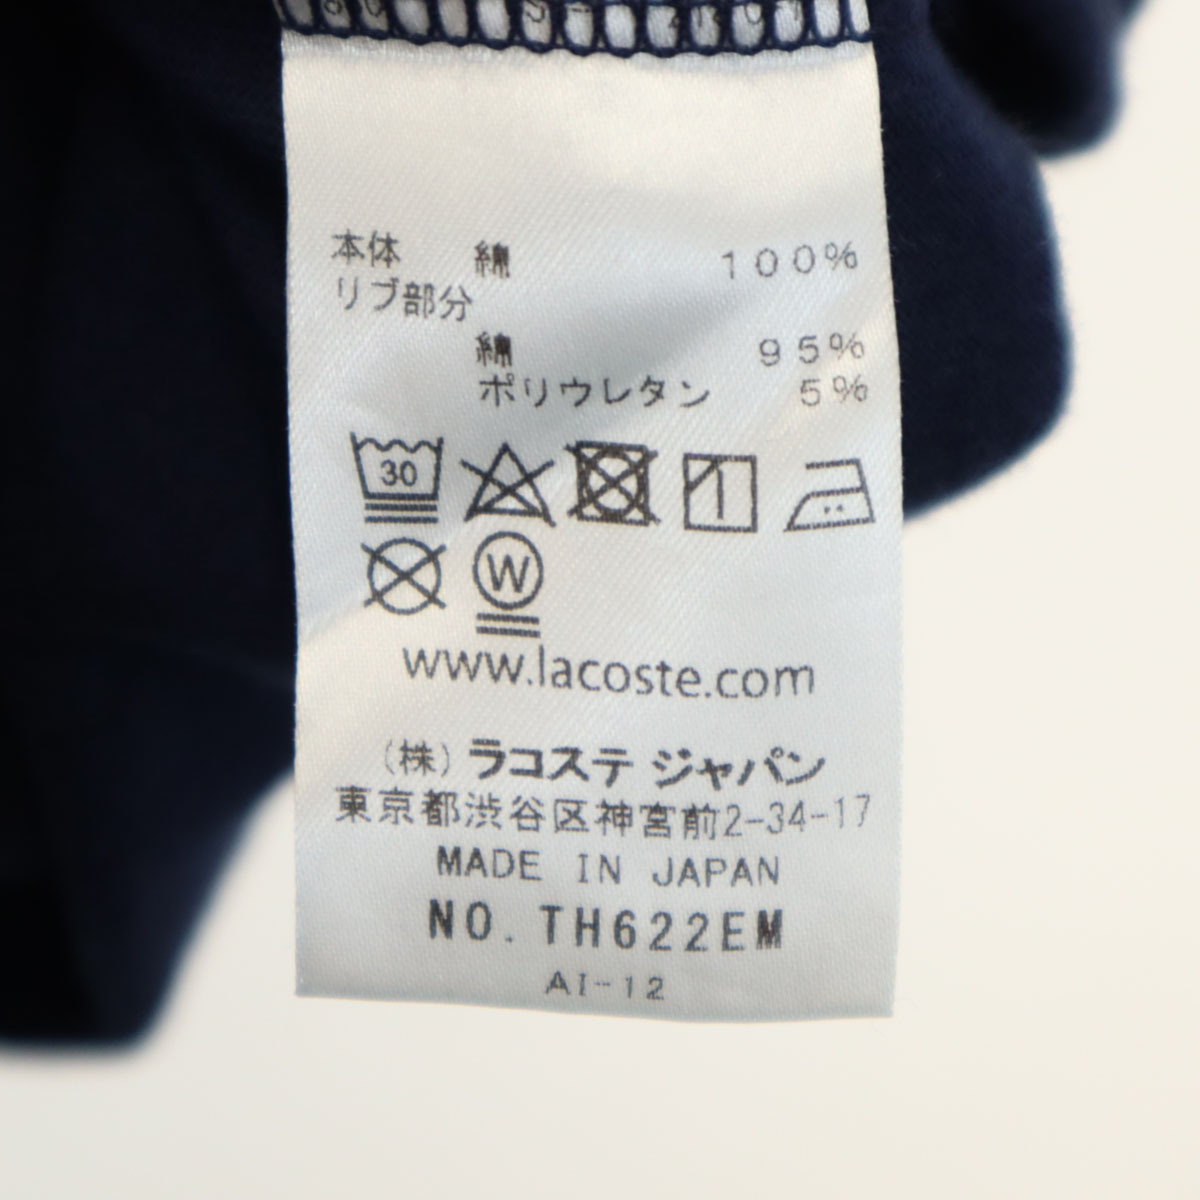 本体 綿 100%
リブ部分
綿 95%
ポリウレタン 5%
30
W
www.lacoste.com
(株) ラコステ ジャパン
東京都渋谷区神宮前2-34-17
MADE IN JAPAN
NO. TH622EM
AI-12